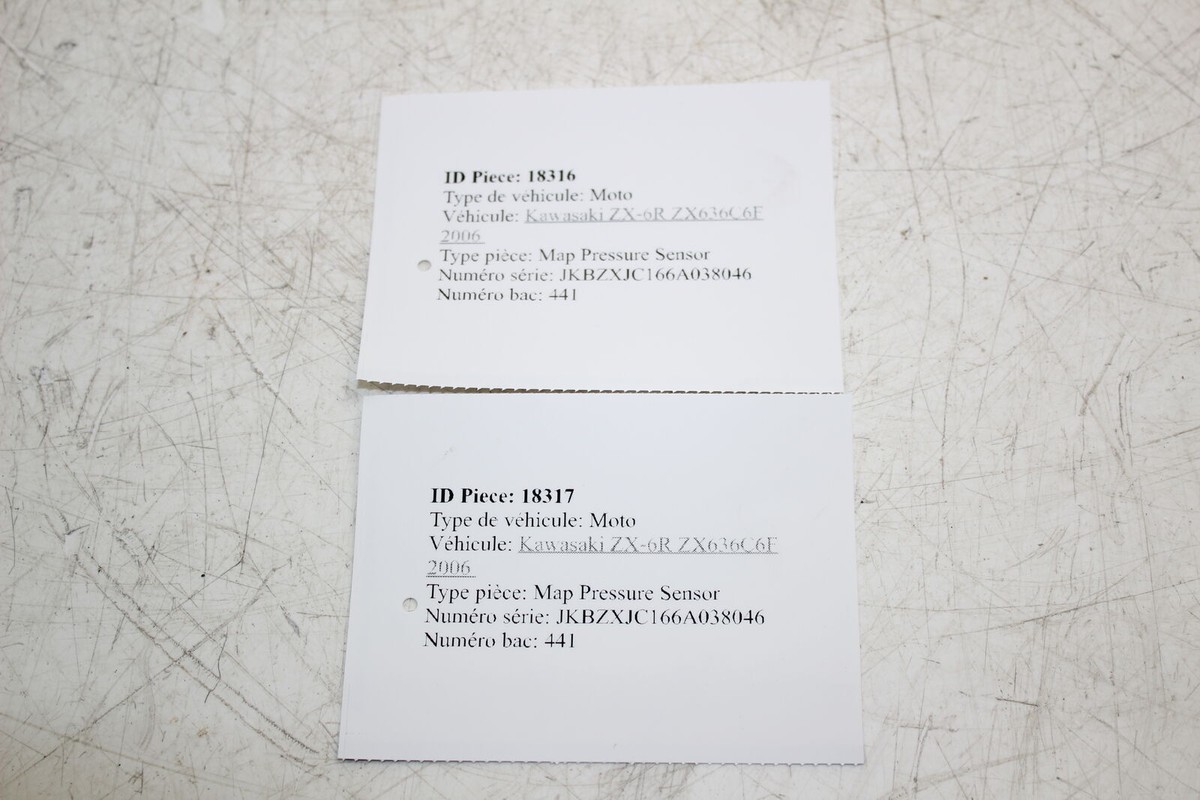 ID Piece: 18316
Type de véhicule: Moto
Véhicule: Kawasaki ZX-6R ZX636C6F
2006
Type pièce: Map Pressure Sensor
Numéro série: JKBZXJC166A038046
Numéro bac: 441
ID Piece: 18317
Type de véhicule: Moto
Véhicule: Kawasaki ZX-6R ZX636C6F
2006
Type pièce: Map Pressure Sensor
Numéro série: JKBZXJC166A038046
Numéro bac: 441